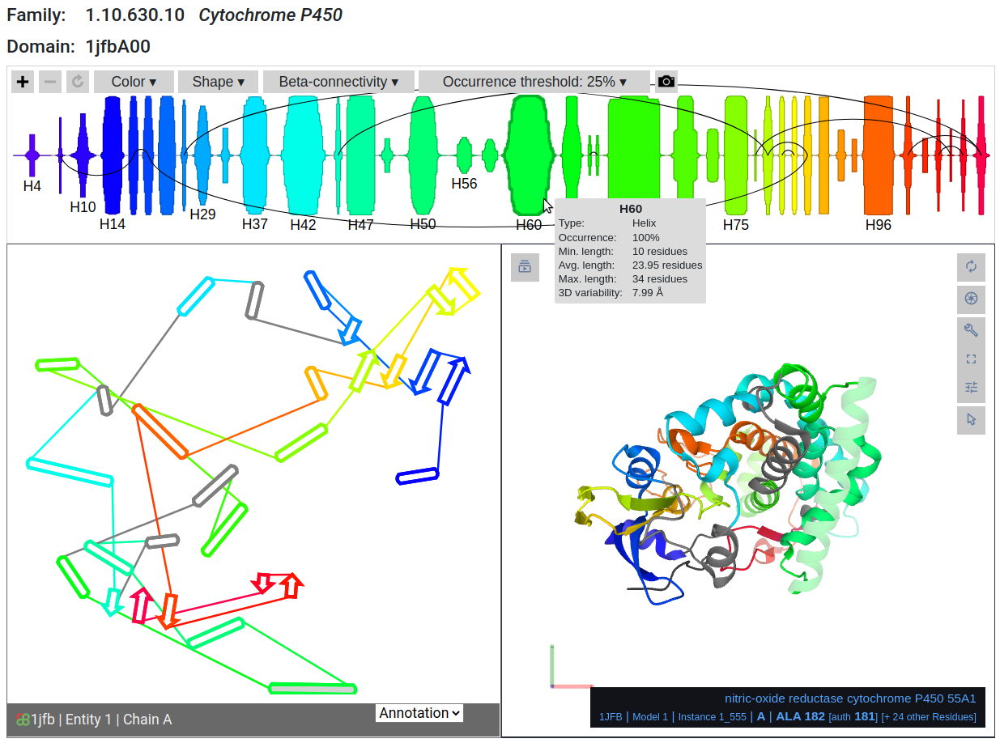 Family: 1.10.630.10 Cytochrome P450
Domain: 1jfbA00
+ − Color ▾ Shape ▾ Beta-connectivity ▾ Occurrence threshold: 25% ▾
H4
H10
H14
H29
H37
H42
H47
H50
H56
H60
H75
H96
H60
Type: Helix
Occurrence: 100%
Min. length: 10 residues
Avg. length: 23.95 residues
Max. length: 34 residues
3D variability: 7.99 Å
1jfb | Entity 1 | Chain A
Annotation
nitric-oxide reductase cytochrome P450 55A1
1JFB | Model 1 | Instance 1_555 | A | ALA 182 [auth 181] [+ 24 other Residues]